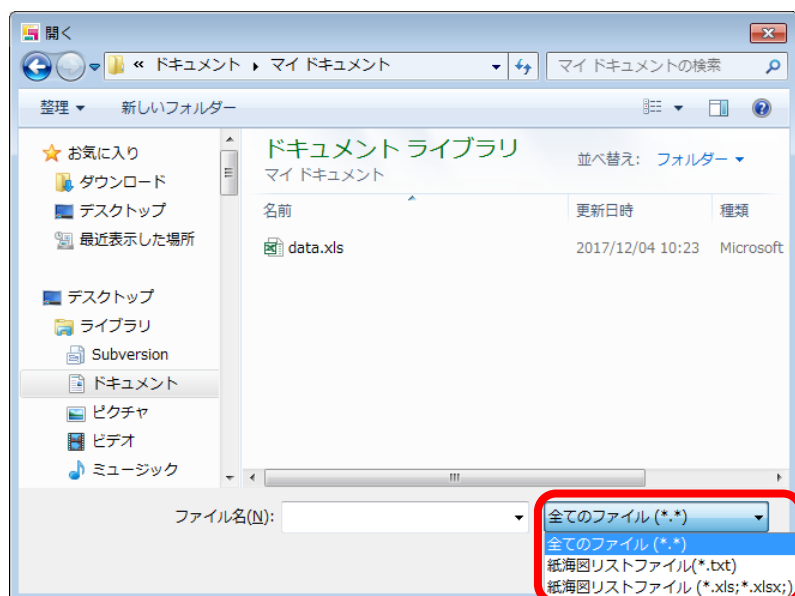 開く
« ドキュメント ▸ マイ ドキュメント
マイ ドキュメントの検索
整理 ▼ 新しいフォルダー
お気に入り
ダウンロード
デスクトップ
最近表示した場所
デスクトップ
ライブラリ
Subversion
ドキュメント
ピクチャ
ビデオ
ミュージック
ドキュメント ライブラリ
マイ ドキュメント
並べ替え: フォルダー ▼
名前 更新日時 種類
data.xls 2017/12/04 10:23 Microsoft
ファイル名(N):
全てのファイル (*.*)
全てのファイル (*.*)
紙海図リストファイル(*.txt)
紙海図リストファイル (*.xls;*.xlsx;)